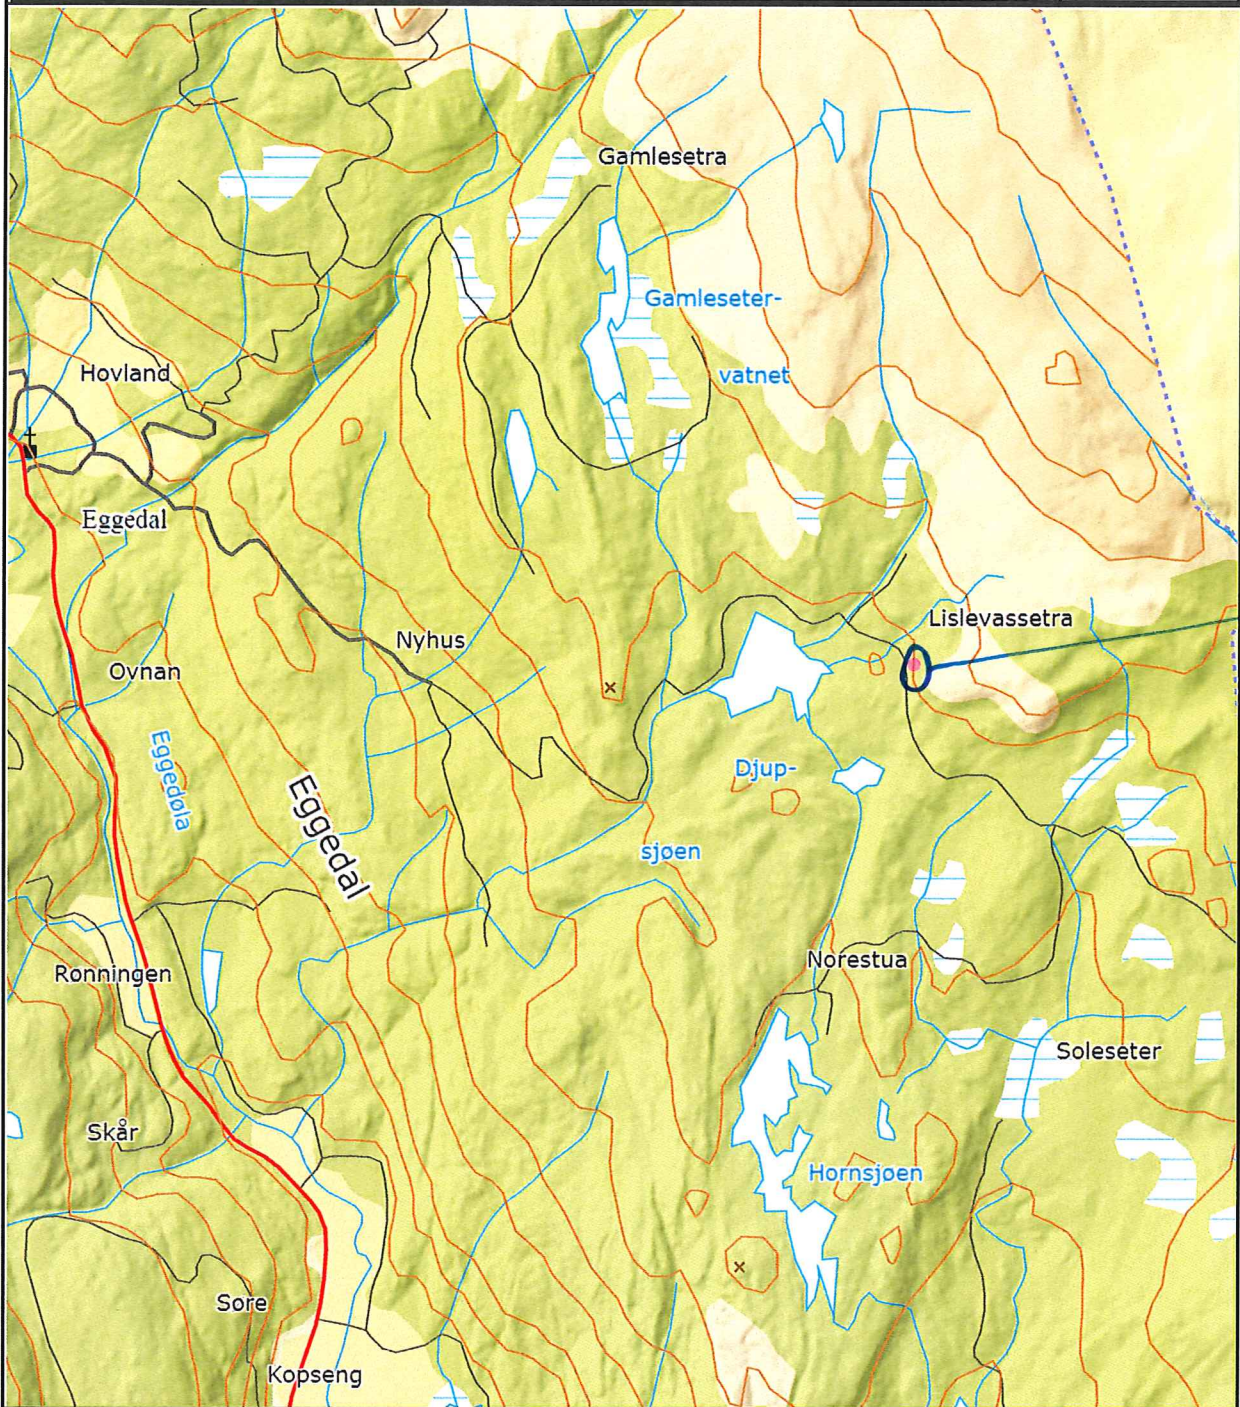 Gamlesetra
Gamleseter-
vatnet
Hovland
Eggedal
Lislevassetra
Nyhus
Ovnan
Eggedøla
Djup-
Eggedal
sjøen
Norestua
Rønningen
Soleseter
Skår
Hornsjøen
Søre
Kopseng